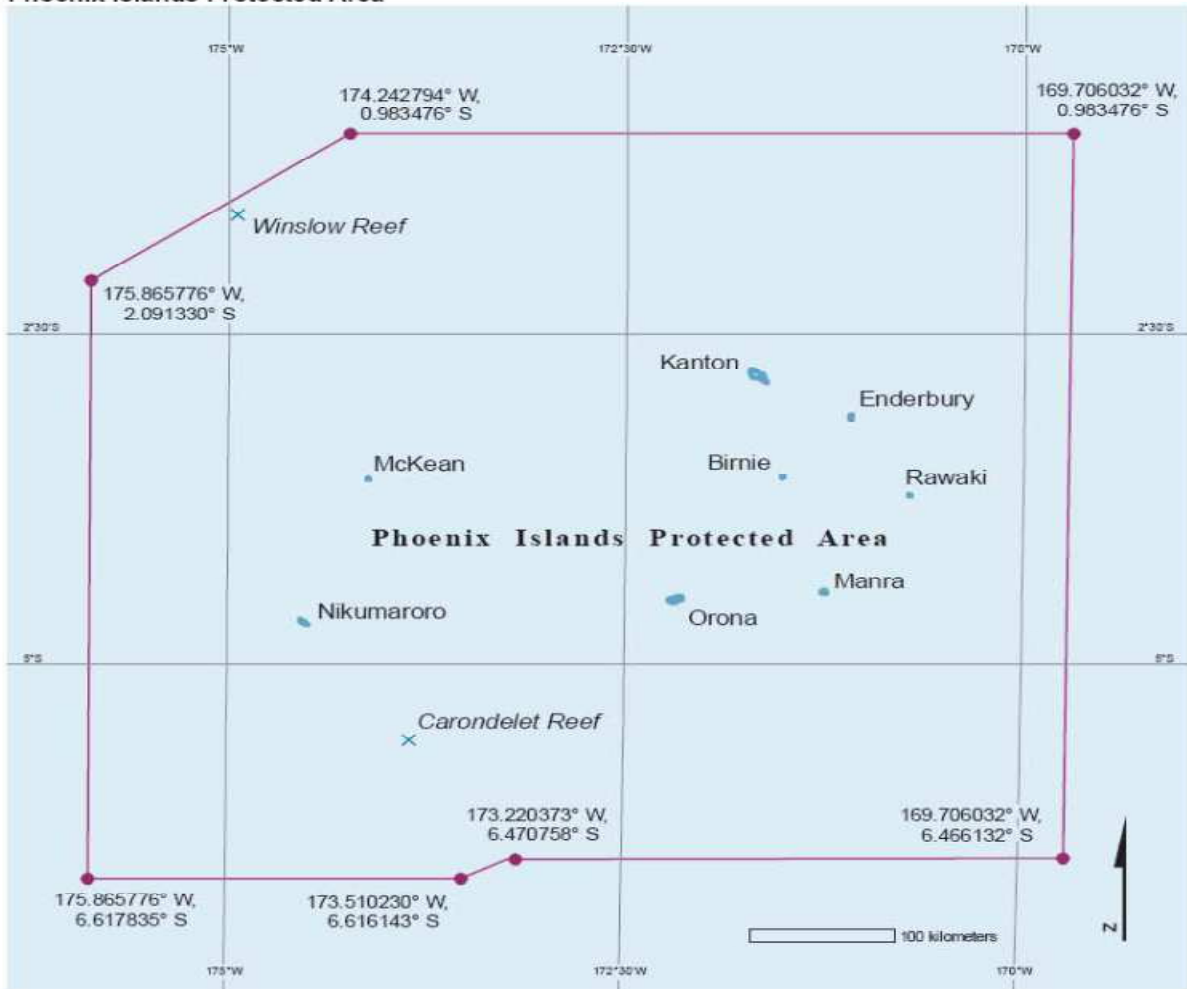 Phoenix Islands Protected Area
175°W
172°30'W
170°W
174.242794° W,
0.983476° S
169.706032° W,
0.983476° S
Winslow Reef
175.865776° W,
2.091330° S
2°30'S
2°30'S
Kanton
Enderbury
McKean
Birnie
Rawaki
Phoenix Islands Protected Area
Manra
Nikumaroro
Orona
5°S
5°S
Carondelet Reef
173.220373° W,
6.470758° S
169.706032° W,
6.466132° S
175.865776° W,
6.617835° S
173.510230° W,
6.616143° S
100 kilometers
N
175°W
172°30'W
170°W